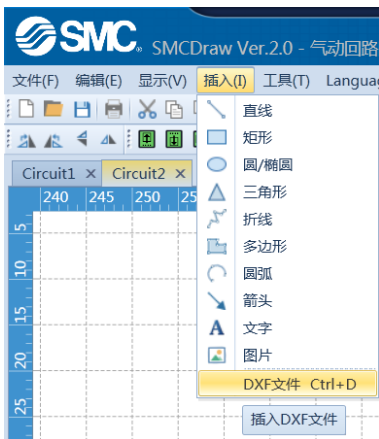 SMC. SMCDraw Ver.2.0 - 气动回路
文件(F) 编辑(E) 显示(V) 插入(I) 工具(T) Langua
直线
矩形
Circuit1 × Circuit2 ×
圆/椭圆
240 245 250 25
三角形
5
折线
多边形
10
圆弧
箭头
15
A 文字
20
图片
DXF文件 Ctrl+D
25
插入DXF文件